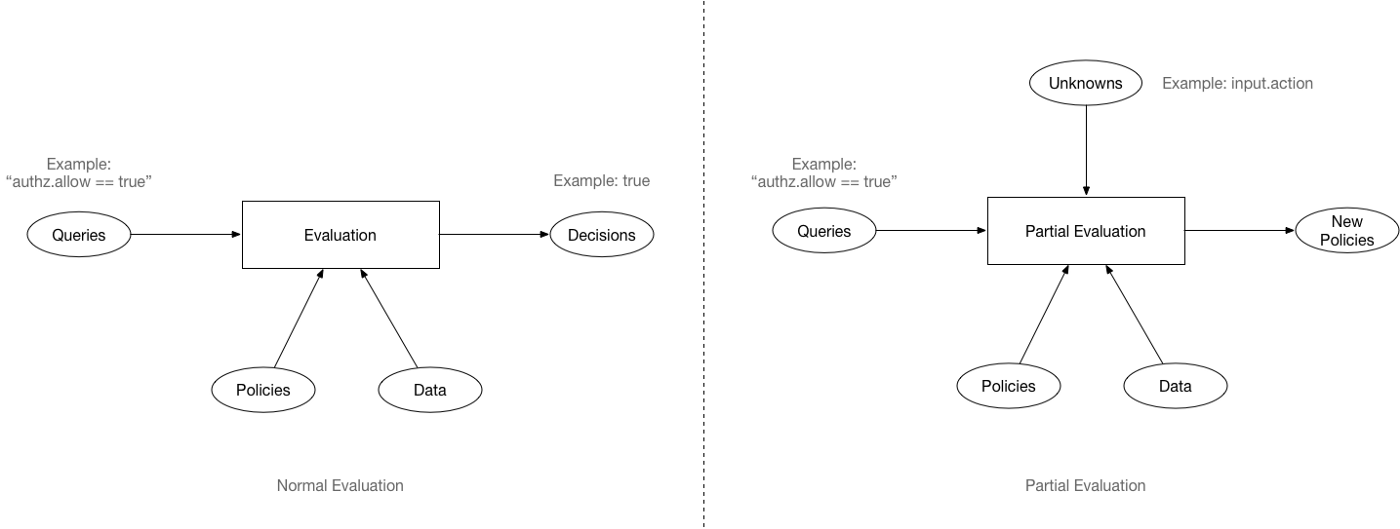 Example:
“authz.allow == true”
Queries
Evaluation
Example: true
Decisions
Policies
Data
Normal Evaluation
Unknowns
Example: input.action
Example:
“authz.allow == true”
Queries
Partial Evaluation
New
Policies
Policies
Data
Partial Evaluation